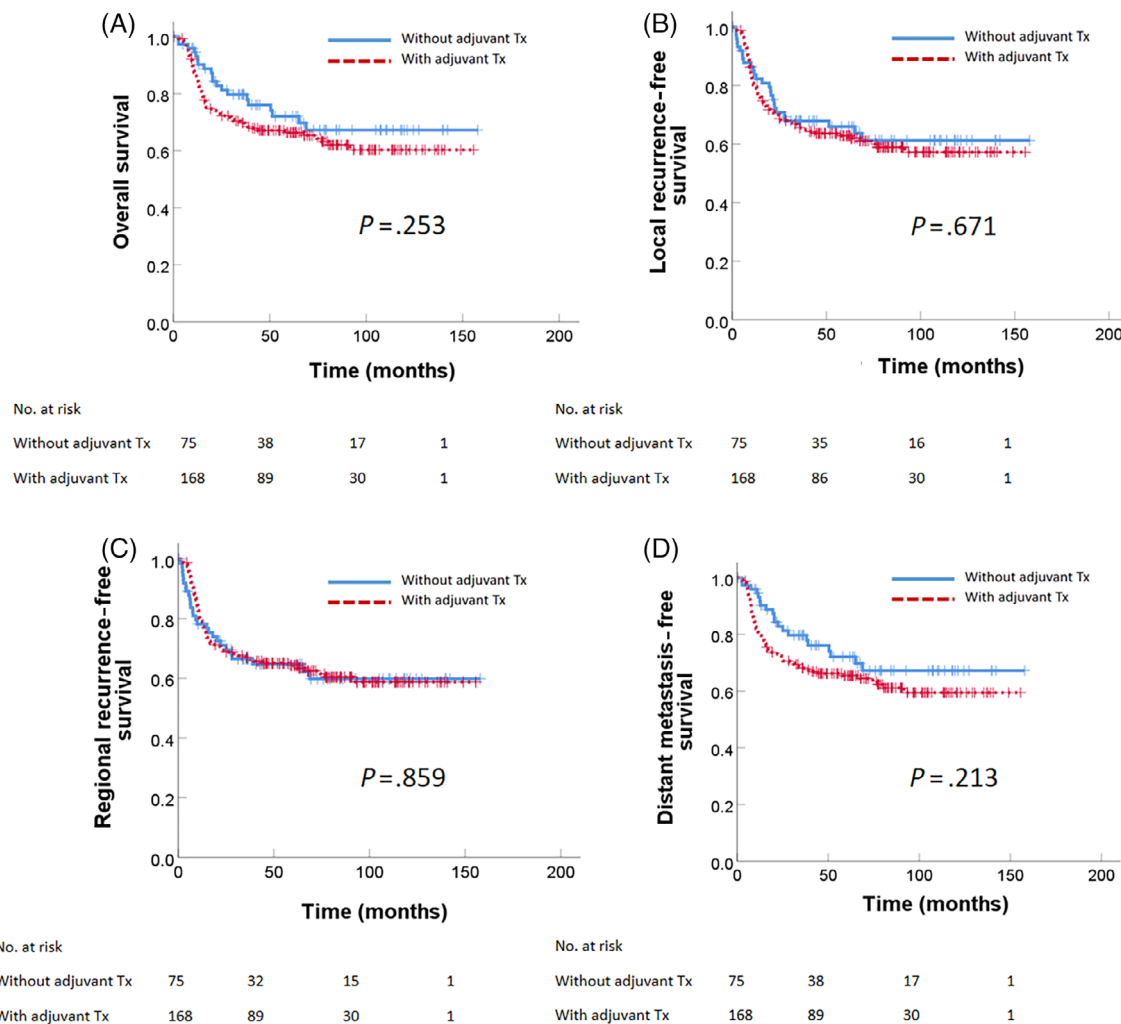 (A)
Without adjuvant Tx
With adjuvant Tx
Overall survival
1.0
0.8
0.6
0.4
0.2
0.0
P=.253
0 50 100 150 200
Time (months)
No. at risk
Without adjuvant Tx 75 38 17 1
With adjuvant Tx 168 89 30 1
(B)
Without adjuvant Tx
With adjuvant Tx
Local recurrence-free
survival
1.0
0.8
0.6
0.4
0.2
0.0
P=.671
0 50 100 150 200
Time (months)
No. at risk
Without adjuvant Tx 75 35 16 1
With adjuvant Tx 168 86 30 1
(C)
Without adjuvant Tx
With adjuvant Tx
Regional recurrence-free
survival
1.0
0.8
0.6
0.4
0.2
0.0
P=.859
0 50 100 150 200
Time (months)
No. at risk
Without adjuvant Tx 75 32 15 1
With adjuvant Tx 168 89 30 1
(D)
Without adjuvant Tx
With adjuvant Tx
Distant metastasis-free
survival
1.0
0.8
0.6
0.4
0.2
0.0
P=.213
0 50 100 150 200
Time (months)
No. at risk
Without adjuvant Tx 75 38 17 1
With adjuvant Tx 168 89 30 1